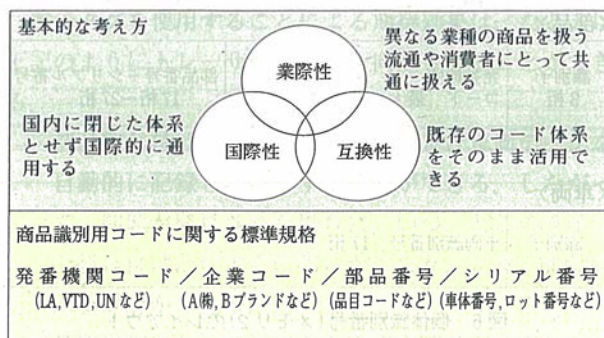 基本的な考え方
異なる業種の商品を扱う
流通や消費者にとって共
通に扱える
業際性
国内に閉じた体系
とせず国際的に通
用する
国際性
互換性
既存のコード体系
をそのまま活用で
きる
商品識別用コードに関する標準規格
発番機関コード／企業コード／部品番号／シリアル番号
(LA,VTD,UNなど) (A㈱,Bブランドなど) (品目コードなど) (車体番号,ロット番号など)